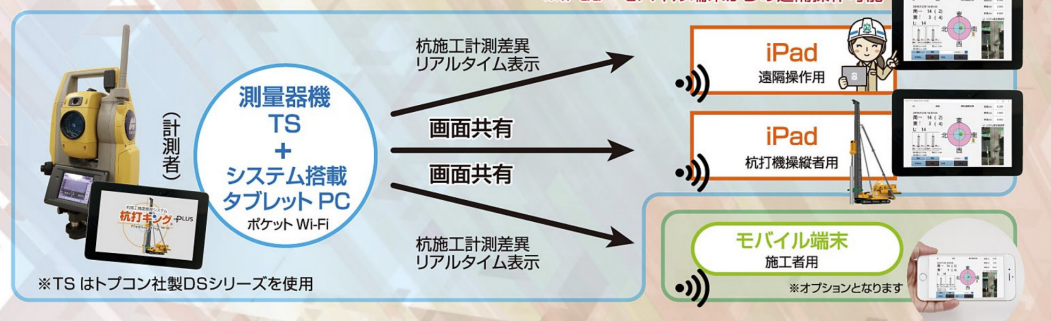 杭施工計測差異
リアルタイム表示
iPad
遠隔操作用
(計測者)
測量器機
TS
+
システム搭載
タブレット PC
ポケット Wi-Fi
画面共有
画面共有
iPad
杭打機操縦者用
杭打キング PLUS
杭施工計測差異
リアルタイム表示
モバイル端末
施工者用
※オプションとなります
※TS はトプコン社製DSシリーズを使用